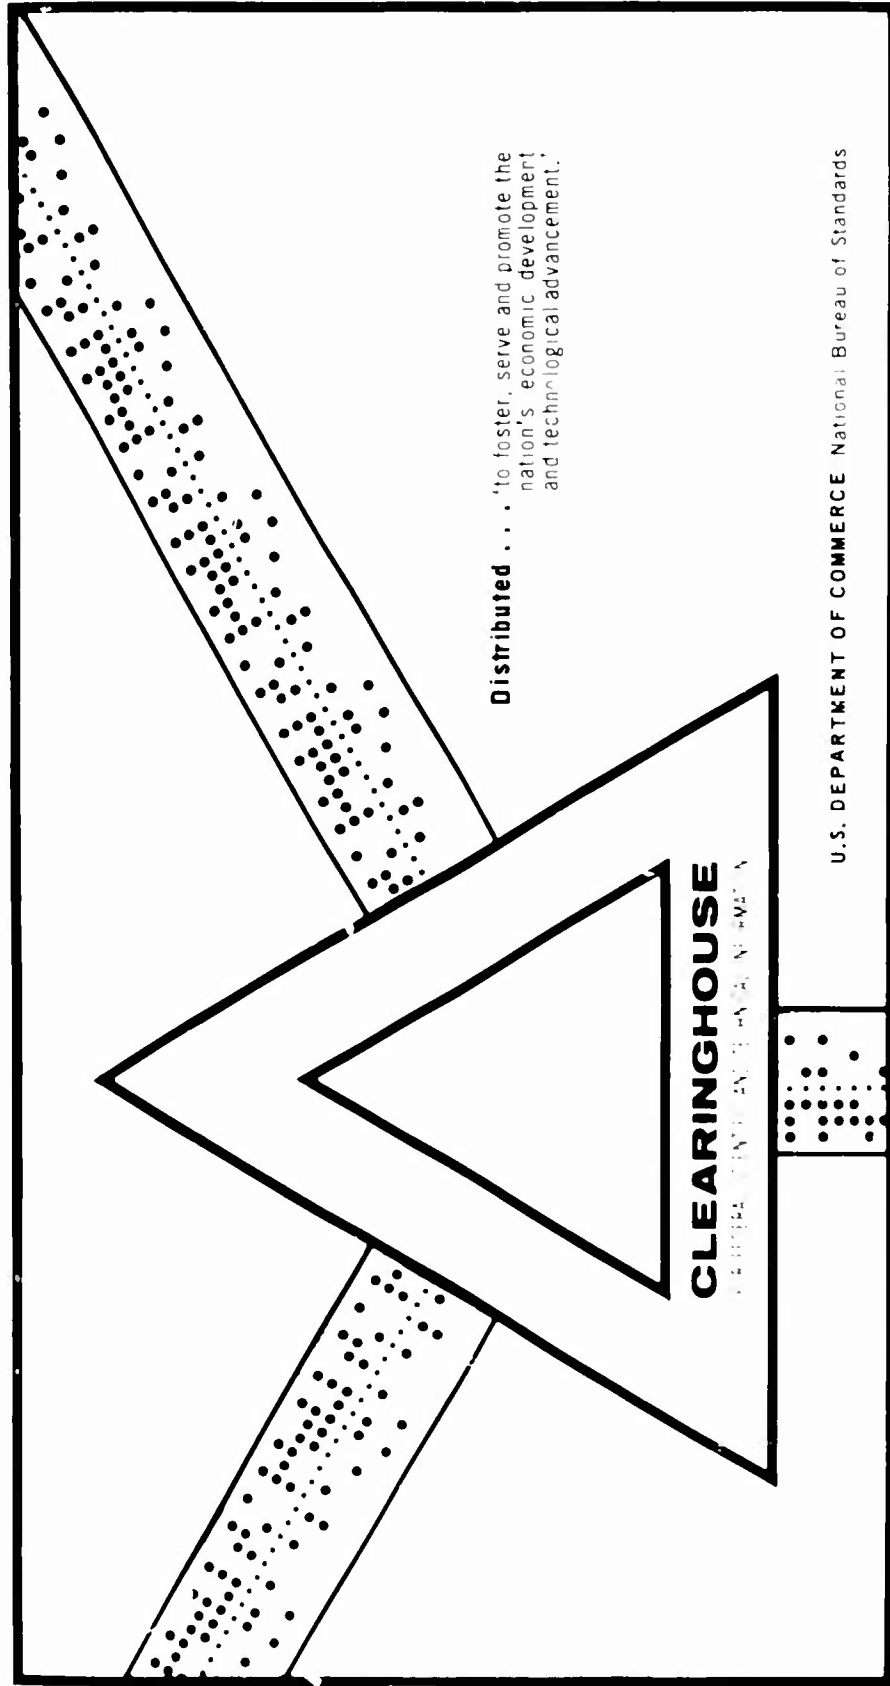 CLEARINGHOUSE
Distributed . . . 'to foster, serve and promote the
nation's economic development
and technological advancement.'
U.S. DEPARTMENT OF COMMERCE National Bureau of Standards